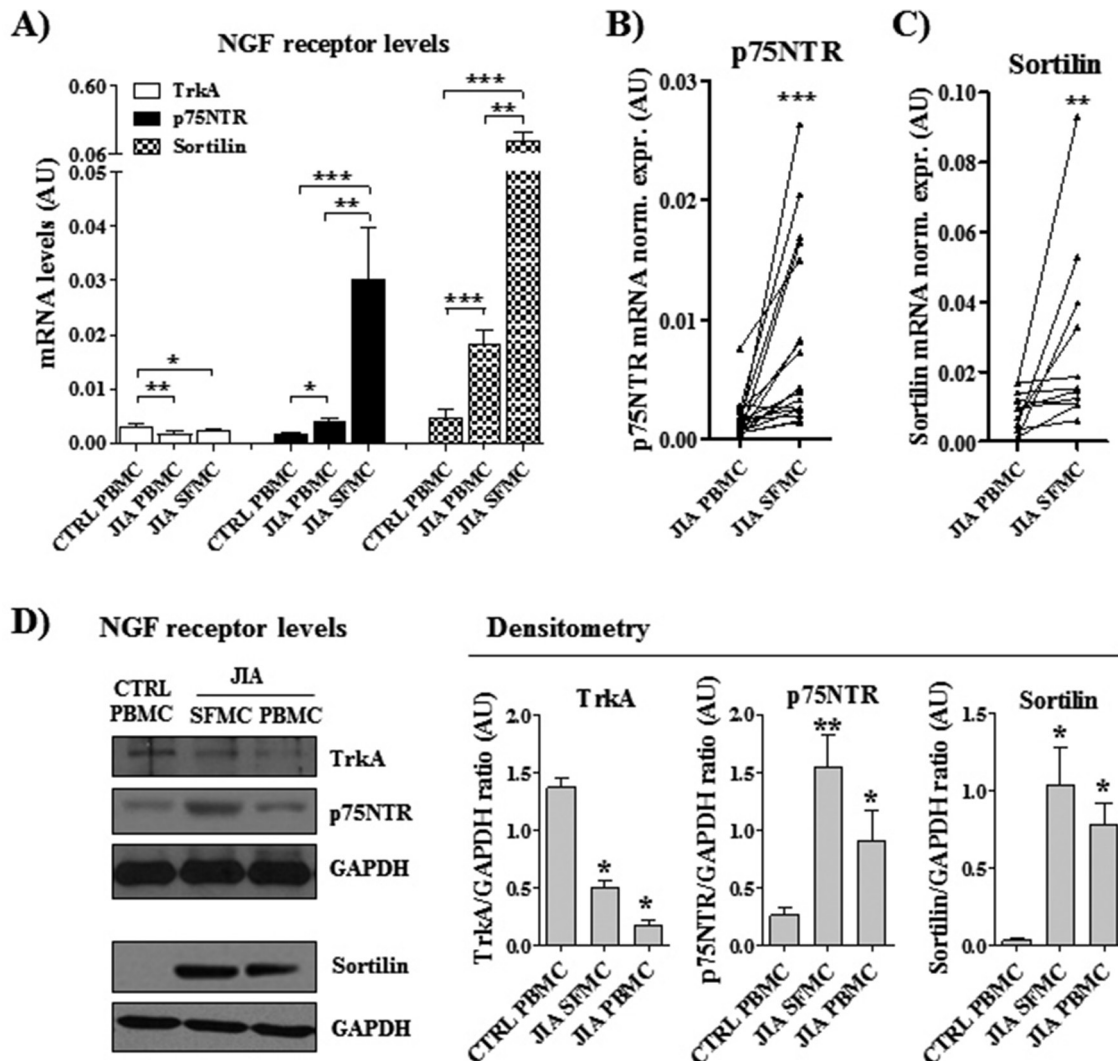 A)
NGF receptor levels
TrkA
p75NTR
Sortilin
mRNA levels (AU)
0.60
0.06
0.04
0.03
0.02
0.01
0.00
* ** * *** ** *** *** **
CTRL PBMC
JIA PBMC
JIA SFMC
CTRL PBMC
JIA PBMC
JIA SFMC
CTRL PBMC
JIA PBMC
JIA SFMC
B)
p75NTR
***
p75NTR mRNA norm. expr. (AU)
0.03
0.02
0.01
0.00
JIA PBMC
JIA SFMC
C)
Sortilin
**
Sortilin mRNA norm. expr. (AU)
0.10
0.08
0.06
0.04
0.02
0.00
JIA PBMC
JIA SFMC
D)
NGF receptor levels
CTRL
PBMC
JIA
SFMC PBMC
TrkA
p75NTR
GAPDH
Sortilin
GAPDH
Densitometry
TrkA
TrkA/GAPDH ratio (AU)
2.0
1.5
1.0
0.5
0.0
*
*
CTRL PBMC
JIA SFMC
JIA PBMC
p75NTR
p75NTR/GAPDH ratio (AU)
2.0
1.5
1.0
0.5
0.0
**
*
CTRL PBMC
JIA SFMC
JIA PBMC
Sortilin
Sortilin/GAPDH ratio (AU)
1.5
1.0
0.5
0.0
*
*
CTRL PBMC
JIA SFMC
JIA PBMC